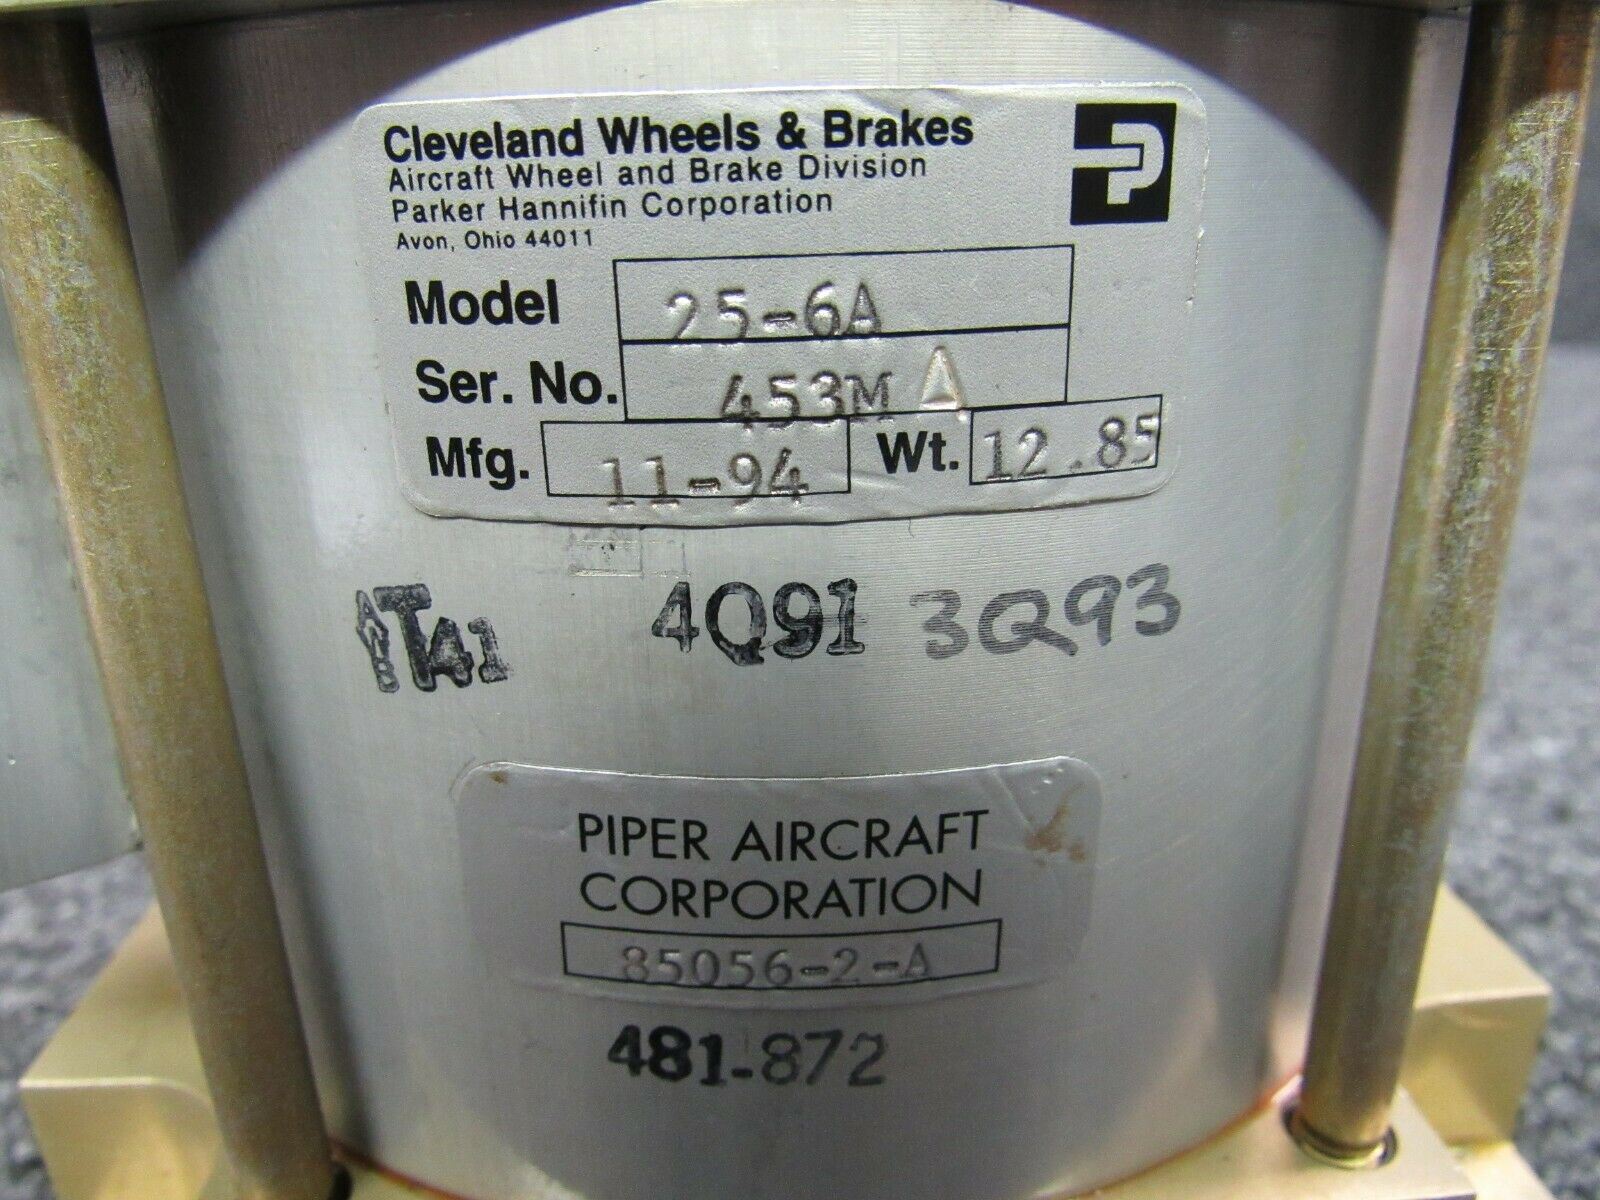 Cleveland Wheels & Brakes
Aircraft Wheel and Brake Division
Parker Hannifin Corporation
Avon, Ohio 44011
Model 25-6A
Ser. No. 453M A
Mfg. 11-94 Wt. 12.85
T41 4Q91 3Q93
PIPER AIRCRAFT
CORPORATION
85056-2-A
481-872